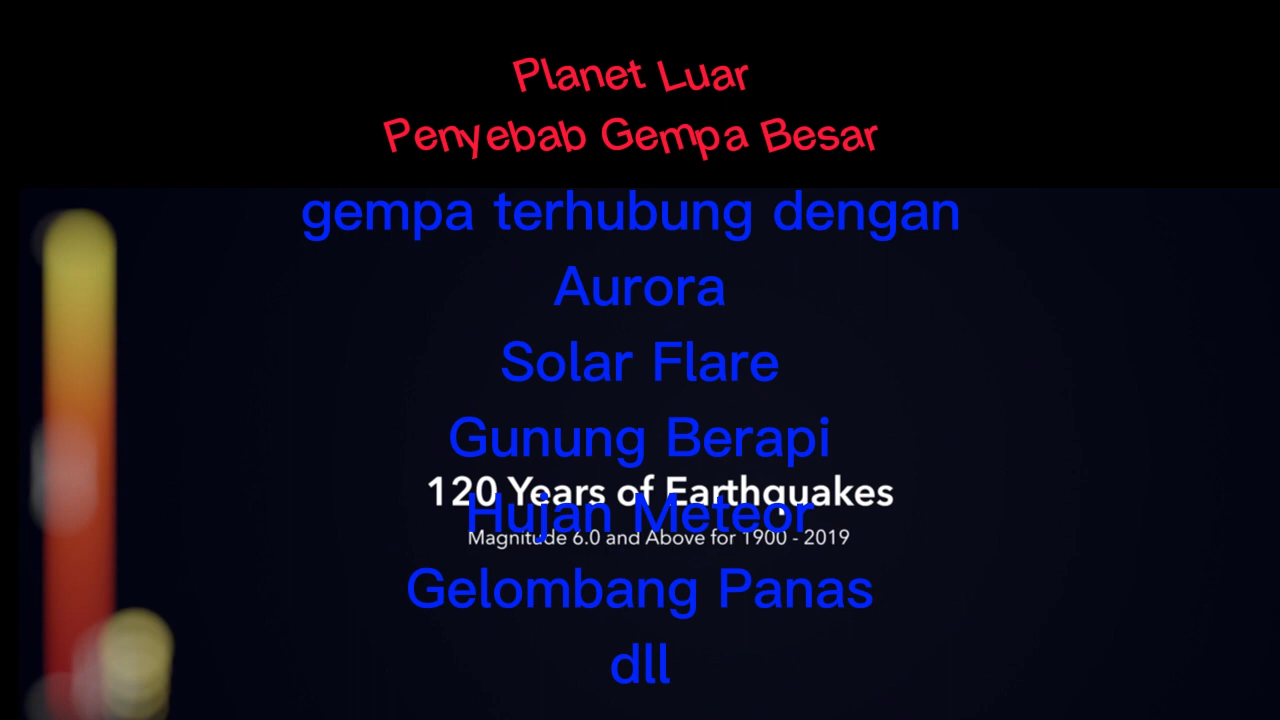 Planet Luar
Penyebab Gempa Besar
gempa terhubung dengan
Aurora
Solar Flare
Gunung Berapi
120 Years of Earthquakes
Hujan Meteor
Magnitude 6.0 and Above for 1900 - 2019
Gelombang Panas
dll